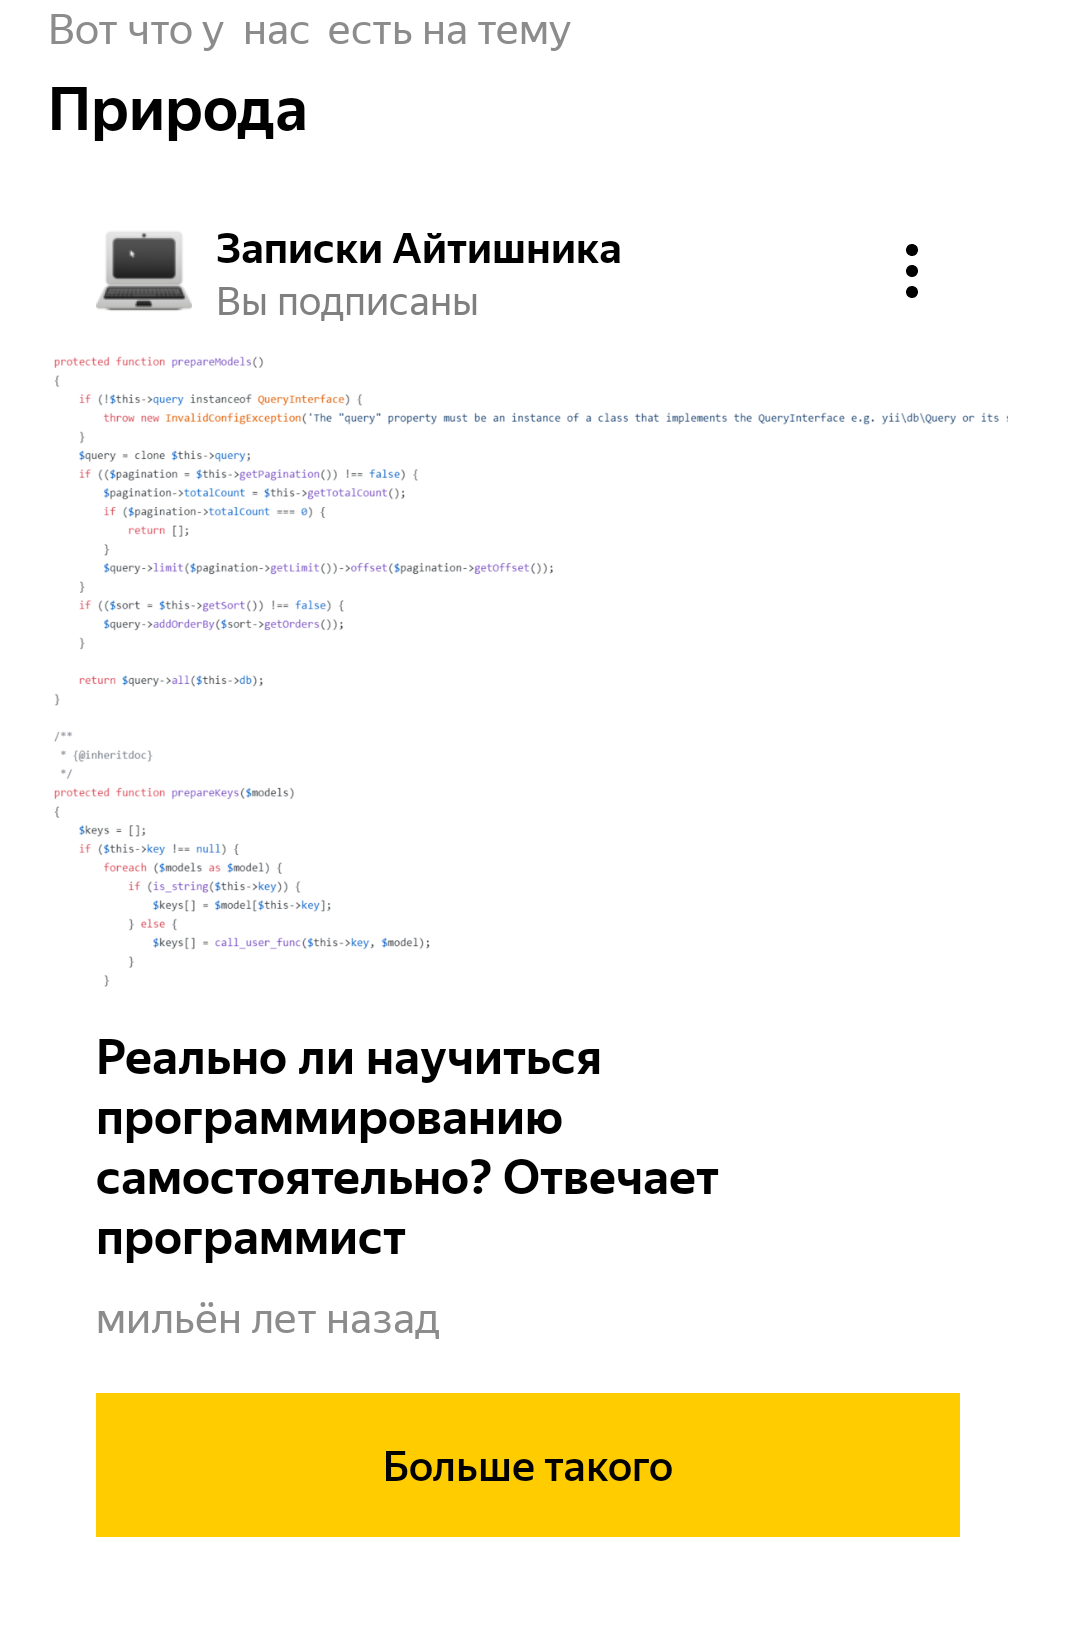 Вот что у нас есть на тему
Природа
Записки Айтишника
Вы подписаны
protected function prepareModels()
{
if (!$this->query instanceof QueryInterface) {
throw new InvalidConfigException('The "query" property must be an instance of a class that implements the QueryInterface e.g. yii\db\Query or its
}
$query = clone $this->query;
if (($pagination = $this->getPagination()) !== false) {
$pagination->totalCount = $this->getTotalCount();
if ($pagination->totalCount === 0) {
return [];
}
$query->limit($pagination->getLimit())->offset($pagination->getOffset());
}
if (($sort = $this->getSort()) !== false) {
$query->addOrderBy($sort->getOrders());
}
return $query->all($this->db);
}
/**
* {@inheritdoc}
*/
protected function prepareKeys($models)
{
$keys = [];
if ($this->key !== null) {
foreach ($models as $model) {
if (is_string($this->key)) {
$keys[] = $model[$this->key];
} else {
$keys[] = call_user_func($this->key, $model);
}
}
Реально ли научиться
программированию
самостоятельно? Отвечает
программист
мильён лет назад
Больше такого